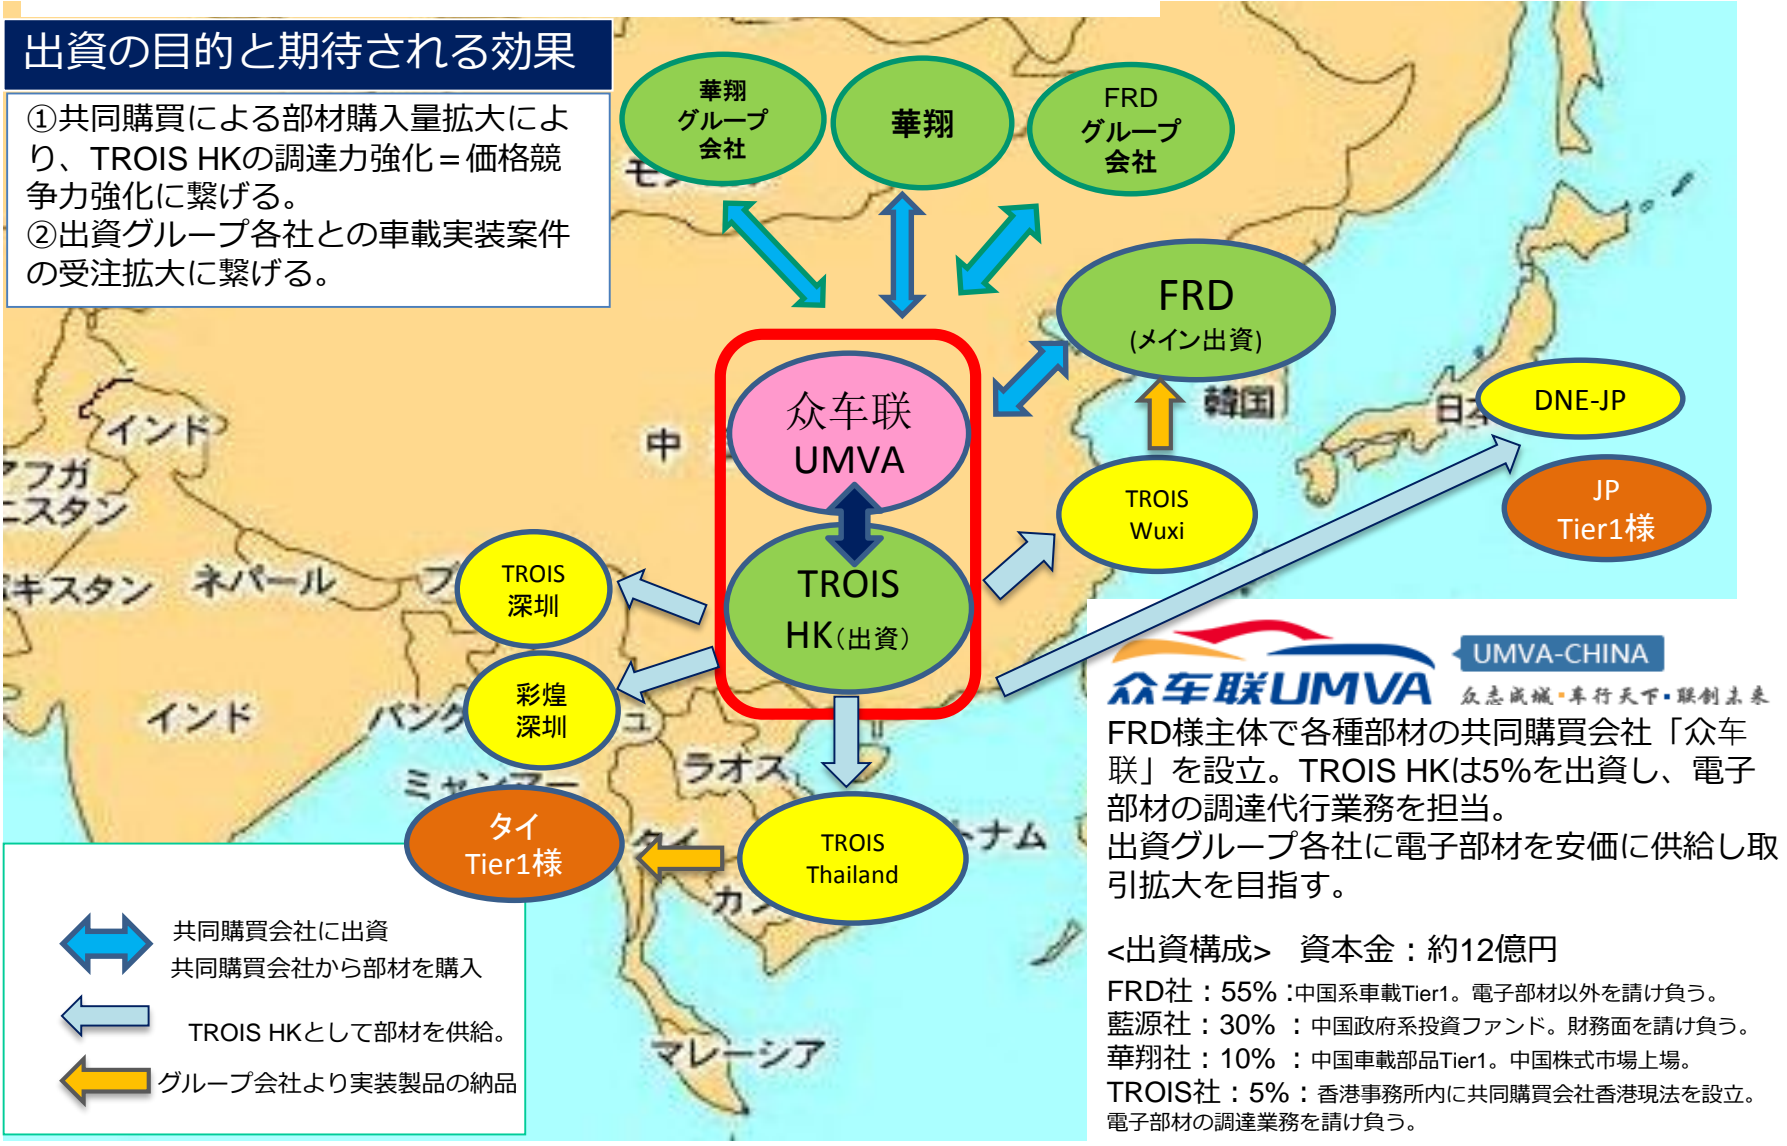 出資の目的と期待される効果
①共同購買による部材購入量拡大によ
り、TROIS HKの調達力強化＝価格競
争力強化に繋げる。
②出資グループ各社との車載実装案件
の受注拡大に繋げる。
華翔
グループ
会社
華翔
FRD
グループ
会社
FRD
(メイン出資)
众车联
UMVA
TROIS
HK（出資）
TROIS
Wuxi
DNE-JP
JP
Tier1様
TROIS
深圳
彩煌
深圳
TROIS
Thailand
タイ
Tier1様
インド
アフガ
ニスタン
キスタン
ネパール
インド
中
韓国
日本
ミャンマー
ラオス
タイ
トナム
マレーシア
共同購買会社に出資
共同購買会社から部材を購入
TROIS HKとして部材を供給。
グループ会社より実装製品の納品
众车联UMVA
UMVA-CHINA
众志成城·车行天下·联创未来
FRD様主体で各種部材の共同購買会社「众车
联」を設立。TROIS HKは5%を出資し、電子
部材の調達代行業務を担当。
出資グループ各社に電子部材を安価に供給し取
引拡大を目指す。
<出資構成>　資本金：約12億円
FRD社：55%：中国系車載Tier1。電子部材以外を請け負う。
藍源社：30% ：中国政府系投資ファンド。財務面を請け負う。
華翔社：10% ：中国車載部品Tier1。中国株式市場上場。
TROIS社：5%：香港事務所内に共同購買会社香港現法を設立。
電子部材の調達業務を請け負う。